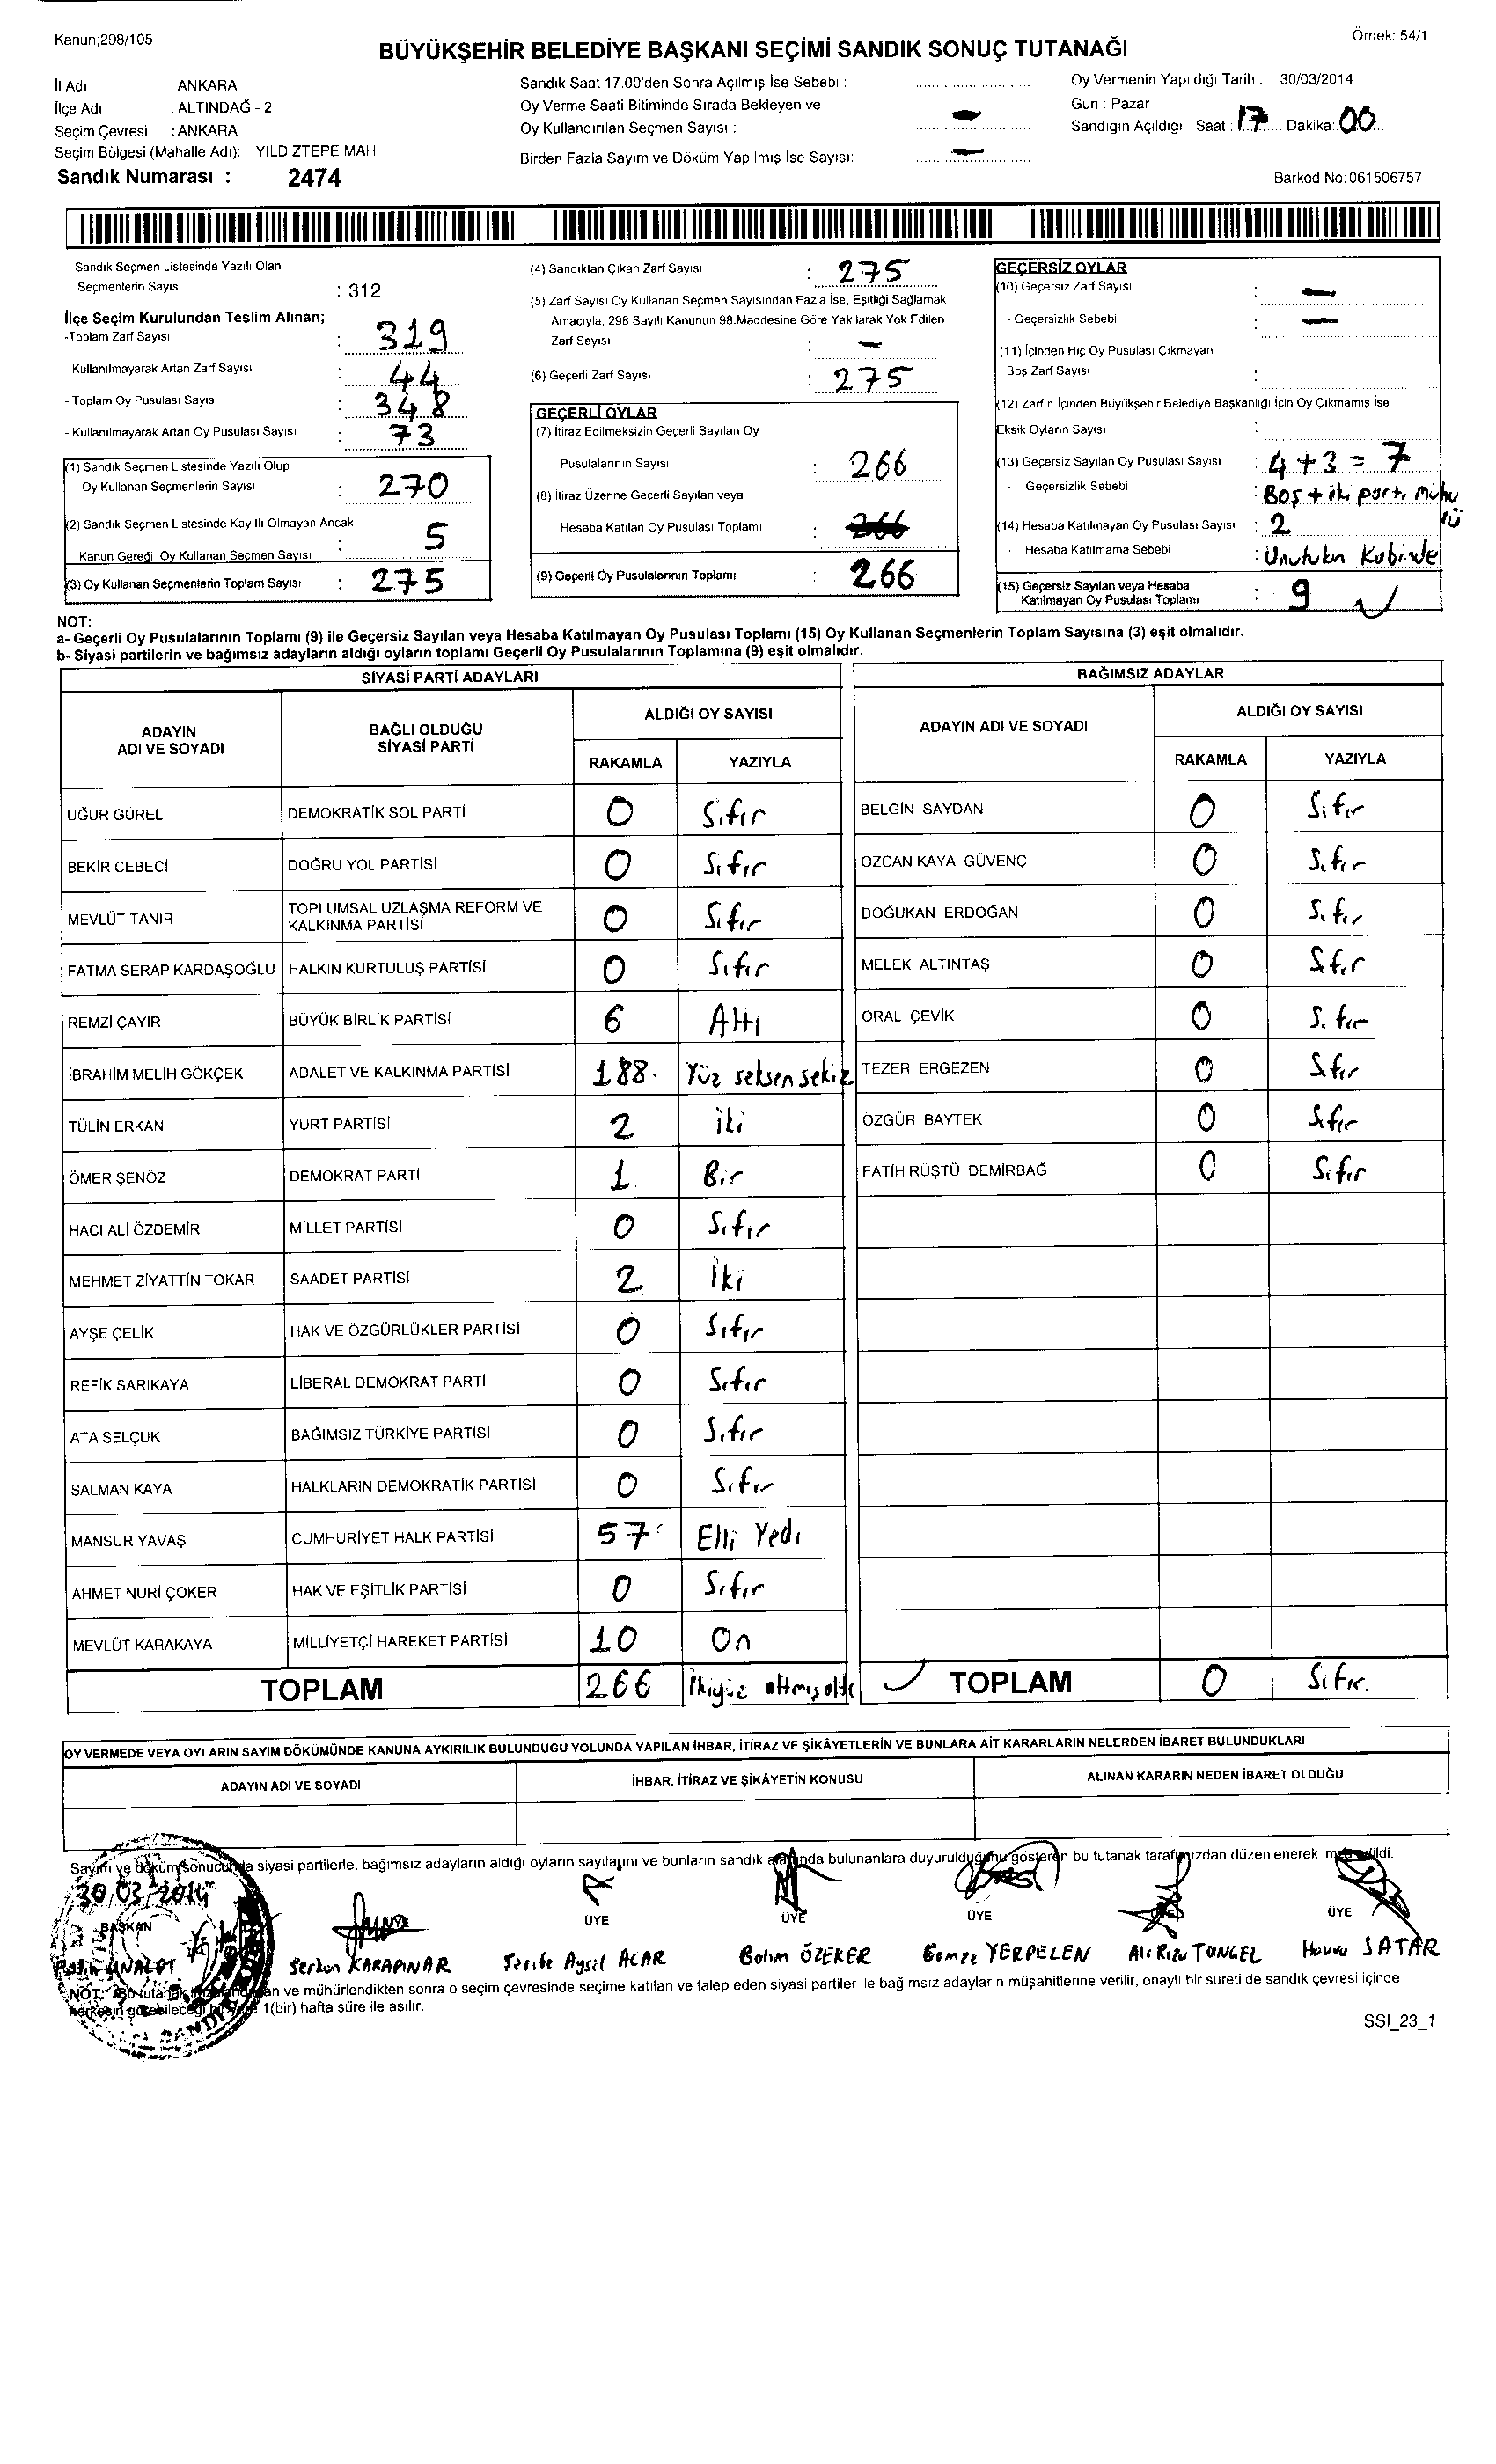 Kanun;298/105
Örnek: 54/1
BÜYÜKŞEHİR BELEDİYE BAŞKANI SEÇİMİ SANDIK SONUÇ TUTANAĞI
İl Adı : ANKARA
İlçe Adı : ALTINDAĞ - 2
Seçim Çevresi : ANKARA
Seçim Bölgesi (Mahalle Adı): YILDIZTEPE MAH.
Sandık Numarası : 2474
Sandık Saat 17.00'den Sonra Açılmış İse Sebebi :
Oy Verme Saati Bitiminde Sırada Bekleyen ve
Oy Kullandırılan Seçmen Sayısı : -
Birden Fazla Sayım ve Döküm Yapılmış İse Sayısı: -
Oy Vermenin Yapıldığı Tarih : 30/03/2014
Gün : Pazar
Sandığın Açıldığı Saat : 17 Dakika: 00
Barkod No: 061506757
- Sandık Seçmen Listesinde Yazılı Olan
Seçmenlerin Sayısı : 312
İlçe Seçim Kurulundan Teslim Alınan;
-Toplam Zarf Sayısı : 319
- Kullanılmayarak Artan Zarf Sayısı : 44
- Toplam Oy Pusulası Sayısı : 348
- Kullanılmayarak Artan Oy Pusulası Sayısı : 73
(1) Sandık Seçmen Listesinde Yazılı Olup
Oy Kullanan Seçmenlerin Sayısı : 270
(2) Sandık Seçmen Listesinde Kayıllı Olmayan Ancak
Kanun Gereği Oy Kullanan Seçmen Sayısı : 5
(3) Oy Kullanan Seçmenlerin Toplam Sayısı : 275
(4) Sandıktan Çıkan Zarf Sayısı : 275
(5) Zarf Sayısı Oy Kullanan Seçmen Sayısından Fazla İse, Eşitliği Sağlamak
Amacıyla; 298 Sayılı Kanunun 98.Maddesine Göre Yakılarak Yok Edilen
Zarf Sayısı : -
(6) Geçerli Zarf Sayısı : 275
GEÇERLİ OYLAR
(7) İtiraz Edilmeksizin Geçerli Sayılan Oy
Pusulalarının Sayısı : 266
(8) İtiraz Üzerine Geçerli Sayılan veya
Hesaba Katılan Oy Pusulası Toplamı : 266
(9) Geçerli Oy Pusulalarının Toplamı : 266
GEÇERSİZ OYLAR
(10) Geçersiz Zarf Sayısı : -
- Geçersizlik Sebebi : -
(11) İçinden Hiç Oy Pusulası Çıkmayan
Boş Zarf Sayısı :
(12) Zarfın İçinden Büyükşehir Belediye Başkanlığı İçin Oy Çıkmamış İse
Eksik Oyların Sayısı :
(13) Geçersiz Sayılan Oy Pusulası Sayısı : 4+3=7
- Geçersizlik Sebebi : Boş + iki parti mühürü
(14) Hesaba Katılmayan Oy Pusulası Sayısı : 2
- Hesaba Katılmama Sebebi : Unutulan Kabinde
(15) Geçersiz Sayılan veya Hesaba
Katılmayan Oy Pusulası Toplamı : 9
NOT:
a- Geçerli Oy Pusulalarının Toplamı (9) ile Geçersiz Sayılan veya Hesaba Katılmayan Oy Pusulası Toplamı (15) Oy Kullanan Seçmenlerin Toplam Sayısına (3) eşit olmalıdır.
b- Siyasi partilerin ve bağımsız adayların aldığı oyların toplamı Geçerli Oy Pusulalarının Toplamına (9) eşit olmalıdır.
SİYASİ PARTİ ADAYLARI BAĞIMSIZ ADAYLAR
ADAYIN ADI VE SOYADI BAĞLI OLDUĞU SİYASİ PARTİ ALDIĞI OY SAYISI ADAYIN ADI VE SOYADI ALDIĞI OY SAYISI
RAKAMLA YAZIYLA RAKAMLA YAZIYLA
UĞUR GÜREL DEMOKRATİK SOL PARTİ 0 Sıfır BELGİN SAYDAN 0 Sıfır
BEKİR CEBECİ DOĞRU YOL PARTİSİ 0 Sıfır ÖZCAN KAYA GÜVENÇ 0 Sıfır
MEVLÜT TANIR TOPLUMSAL UZLAŞMA REFORM VE KALKINMA PARTİSİ 0 Sıfır DOĞUKAN ERDOĞAN 0 Sıfır
FATMA SERAP KARDAŞOĞLU HALKIN KURTULUŞ PARTİSİ 0 Sıfır MELEK ALTINTAŞ 0 Sıfır
REMZİ ÇAYIR BÜYÜK BİRLİK PARTİSİ 6 Altı ORAL ÇEVİK 0 Sıfır
İBRAHİM MELİH GÖKÇEK ADALET VE KALKINMA PARTİSİ 188 Yüz seksen sekiz TEZER ERGEZEN 0 Sıfır
TÜLİN ERKAN YURT PARTİSİ 2 iki ÖZGÜR BAYTEK 0 Sıfır
ÖMER ŞENÖZ DEMOKRAT PARTİ 1 Bir FATİH RÜŞTÜ DEMİRBAĞ 0 Sıfır
HACI ALİ ÖZDEMİR MİLLET PARTİSİ 0 Sıfır
MEHMET ZİYATTİN TOKAR SAADET PARTİSİ 2 İki
AYŞE ÇELİK HAK VE ÖZGÜRLÜKLER PARTİSİ 0 Sıfır
REFİK SARIKAYA LİBERAL DEMOKRAT PARTİ 0 Sıfır
ATA SELÇUK BAĞIMSIZ TÜRKİYE PARTİSİ 0 Sıfır
SALMAN KAYA HALKLARIN DEMOKRATİK PARTİSİ 0 Sıfır
MANSUR YAVAŞ CUMHURİYET HALK PARTİSİ 57 Elli Yedi
AHMET NURİ ÇOKER HAK VE EŞİTLİK PARTİSİ 0 Sıfır
MEVLÜT KARAKAYA MİLLİYETÇİ HAREKET PARTİSİ 10 On
TOPLAM 266 İkiyüz altmış altı TOPLAM 0 Sıfır.
OY VERMEDE VEYA OYLARIN SAYIM DÖKÜMÜNDE KANUNA AYKIRILIK BULUNDUĞU YOLUNDA YAPILAN İHBAR, İTİRAZ VE ŞİKÂYETLERİN VE BUNLARA AİT KARARLARIN NELERDEN İBARET BULUNDUKLARI
ADAYIN ADI VE SOYADI İHBAR, İTİRAZ VE ŞİKÂYETİN KONUSU ALINAN KARARIN NEDEN İBARET OLDUĞU
Sayım ve döküm sonucunda siyasi partilerle, bağımsız adayların aldığı oyların sayılarını ve bunların sandık alanında bulunanlara duyurulduğunu gösteren bu tutanak tarafımızdan düzenlenerek imza edildi.
30/03/2014
BAŞKAN ÜYE ÜYE ÜYE ÜYE
ÜNALDI Serkan KARAPINAR Şerife Aysel ACAR ÖZEKER Gamze YERPELEN Ali Rıza TUNGEL Havva SATAR
NOT: Bu tutanak ve mühürlendikten sonra o seçim çevresinde seçime katılan ve talep eden siyasi partiler ile bağımsız adayların müşahitlerine verilir, onaylı bir sureti de sandık çevresi içinde
herkesin görebileceği bir yere 1(bir) hafta süre ile asılır.
SSI_23_1